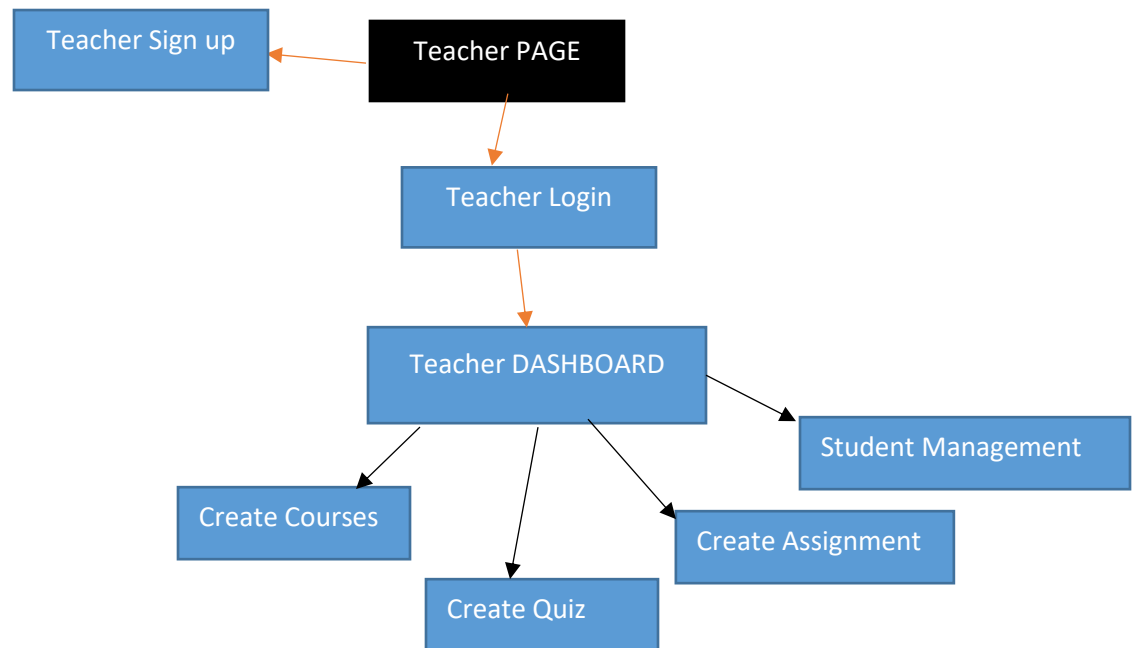 Teacher Sign up
Teacher PAGE
Teacher Login
Teacher DASHBOARD
Student Management
Create Courses
Create Assignment
Create Quiz